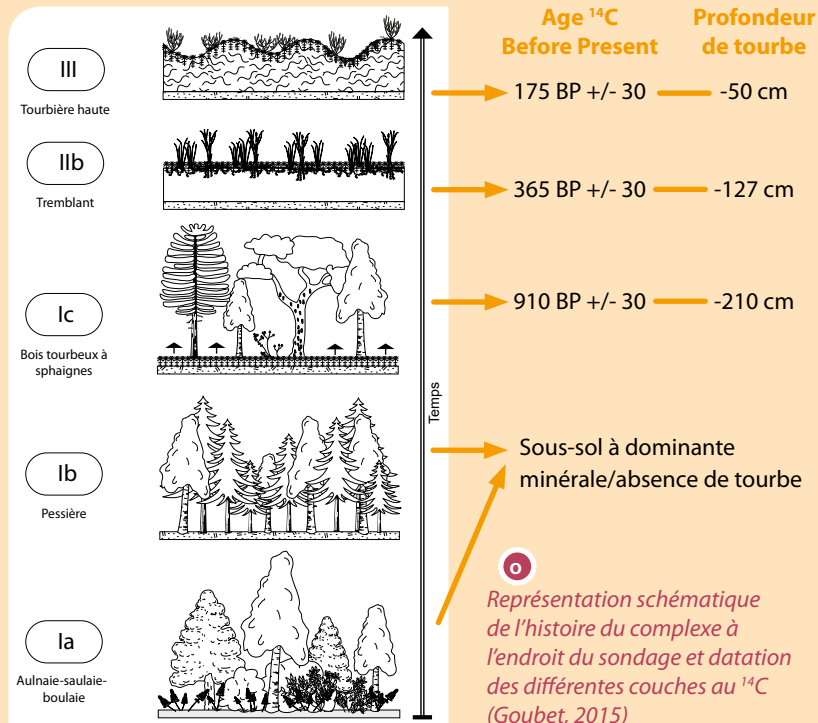 Age ¹⁴C
Before Present
Profondeur
de tourbe
III
Tourbière haute
175 BP +/- 30
-50 cm
IIb
Tremblant
365 BP +/- 30
-127 cm
Ic
Bois tourbeux à
sphaignes
910 BP +/- 30
-210 cm
Temps
Ib
Pessière
Sous-sol à dominante
minérale/absence de tourbe
Ia
Aulnaie-saulaie-
boulaie
o
Représentation schématique
de l'histoire du complexe à
l'endroit du sondage et datation
des différentes couches au ¹⁴C
(Goubet, 2015)